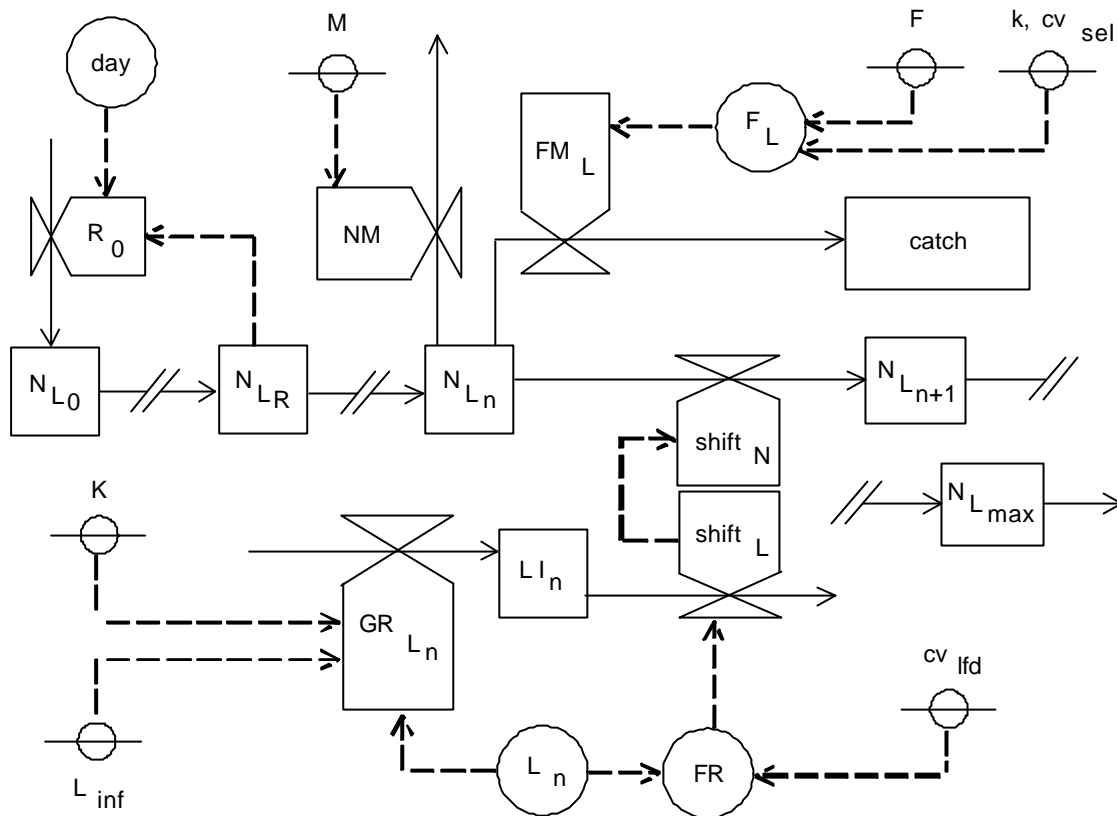 M
F
k, cv sel
day
F L
FM L
R 0
NM
catch
N L0
N LR
N Ln
N Ln+1
shift N
K
N Lmax
shift L
LI n
GR Ln
cv lfd
L n
FR
L inf